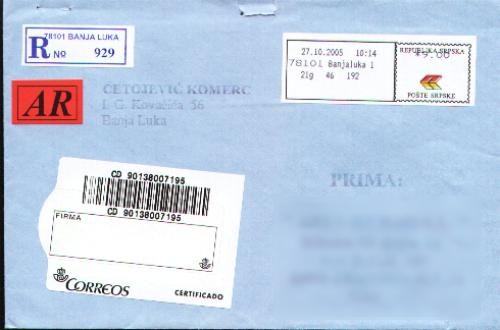 78101 BANJA LUKA
R No 929
27.10.2005 10:14
78101 Banjaluka 1
21g 46 192
REPUBLIKA SRPSKA
POŠTE SRPSKE
AR
CETOJEVIĆ KOMERC
I. G. Kovačića, 56
Banja Luka
PRIMA:
CD 90138007195
CD 90138007195
FIRMA
CORREOS
CERTIFICADO